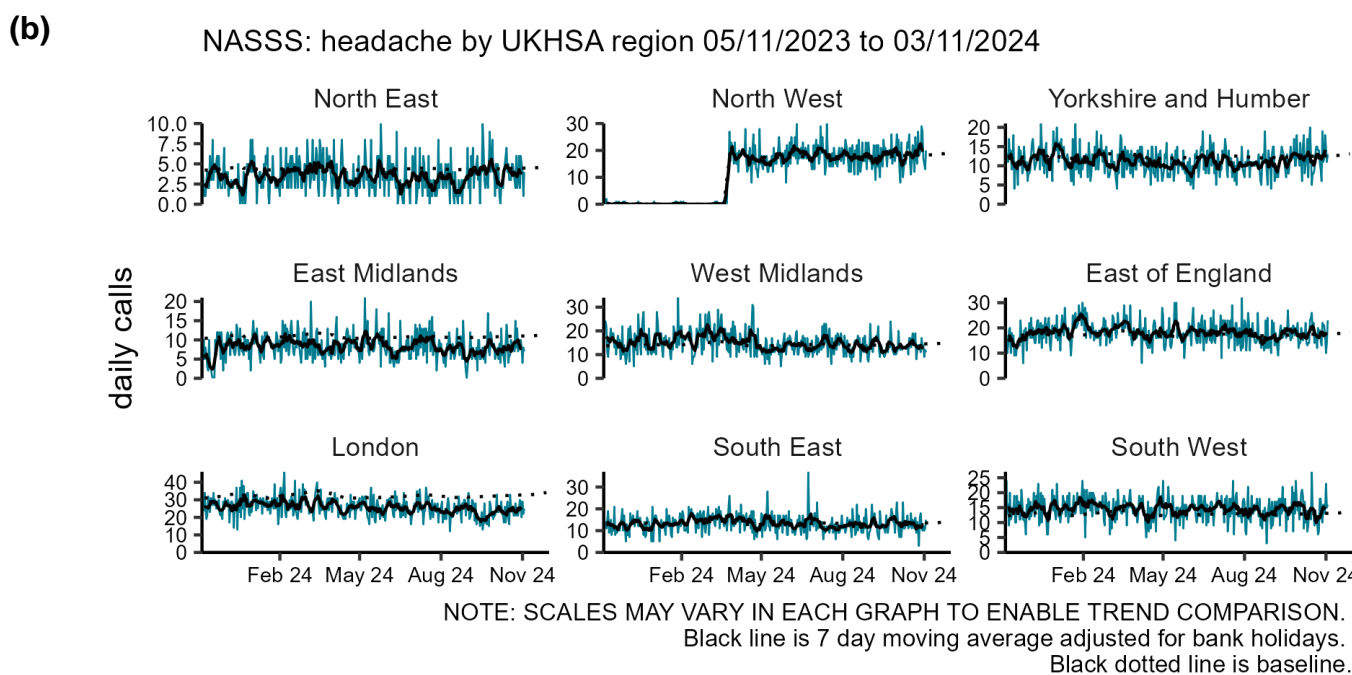 (b)
NASSS: headache by UKHSA region 05/11/2023 to 03/11/2024
daily calls
North East
10.0
7.5
5.0
2.5
0.0
North West
30
20
10
0
Yorkshire and Humber
20
15
10
5
0
East Midlands
20
15
10
5
0
West Midlands
30
20
10
0
East of England
30
20
10
0
London
40
30
20
10
0
Feb 24 May 24 Aug 24 Nov 24
South East
30
20
10
0
Feb 24 May 24 Aug 24 Nov 24
South West
25
20
15
10
5
0
Feb 24 May 24 Aug 24 Nov 24
NOTE: SCALES MAY VARY IN EACH GRAPH TO ENABLE TREND COMPARISON.
Black line is 7 day moving average adjusted for bank holidays.
Black dotted line is baseline.